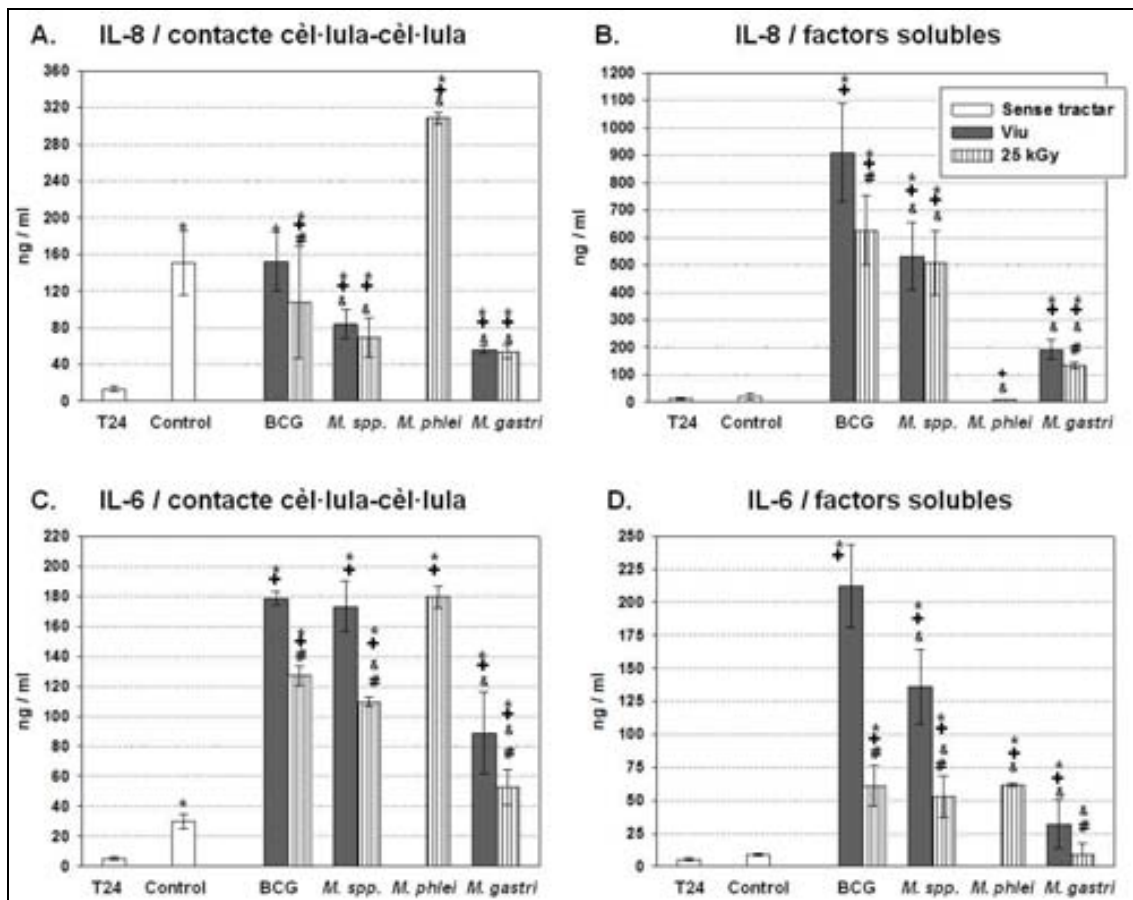 A. IL-8 / contacte cèl·lula-cèl·lula
360
320
280
240
200
160
120
80
40
0
ng / ml
* * * * + # * + & * + & * + & * + & * + &
T24 Control BCG M. spp. M. phlei M. gastri
B. IL-8 / factors solubles
1200
1100
1000
900
800
700
600
500
400
300
200
100
0
ng / ml
Sense tractar
Viu
25 kGy
* + * + # * + & * + & + & * + & * + & #
T24 Control BCG M. spp. M. phlei M. gastri
C. IL-6 / contacte cèl·lula-cèl·lula
220
200
180
160
140
120
100
80
60
40
20
0
ng / ml
* * + * + # * + * + & # * + * + & * + & #
T24 Control BCG M. spp. M. phlei M. gastri
D. IL-6 / factors solubles
250
225
200
175
150
125
100
75
50
25
0
ng / ml
* + * + # * + & * + & # * + & * + & & #
T24 Control BCG M. spp. M. phlei M. gastri